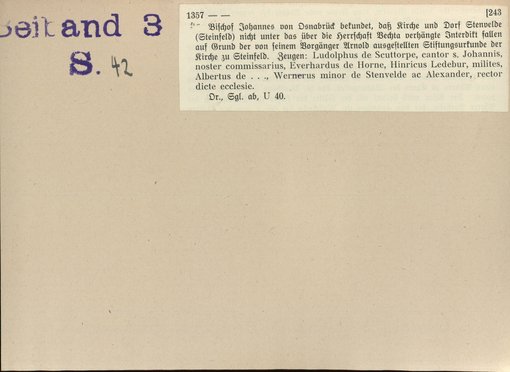 Beitand 3
S. 42
1357 — — [243
Bischof Johannes von Osnabrück bekundet, daß Kirche und Dorf Stenvelde
(Steinfeld) nicht unter das über die Herrschaft Vechta verhängte Interdikt fallen
auf Grund der von seinem Vorgänger Arnold ausgestellten Stiftungsurkunde der
Kirche zu Steinfeld. Zeugen: Ludolphus de Scuttorpe, cantor s. Johannis,
noster commissarius, Everhardus de Horne, Hinricus Ledebur, milites,
Albertus de . . ., Wernerus minor de Stenvelde ac Alexander, rector
dicte ecclesie.
Or., Sgl. ab, U 40.